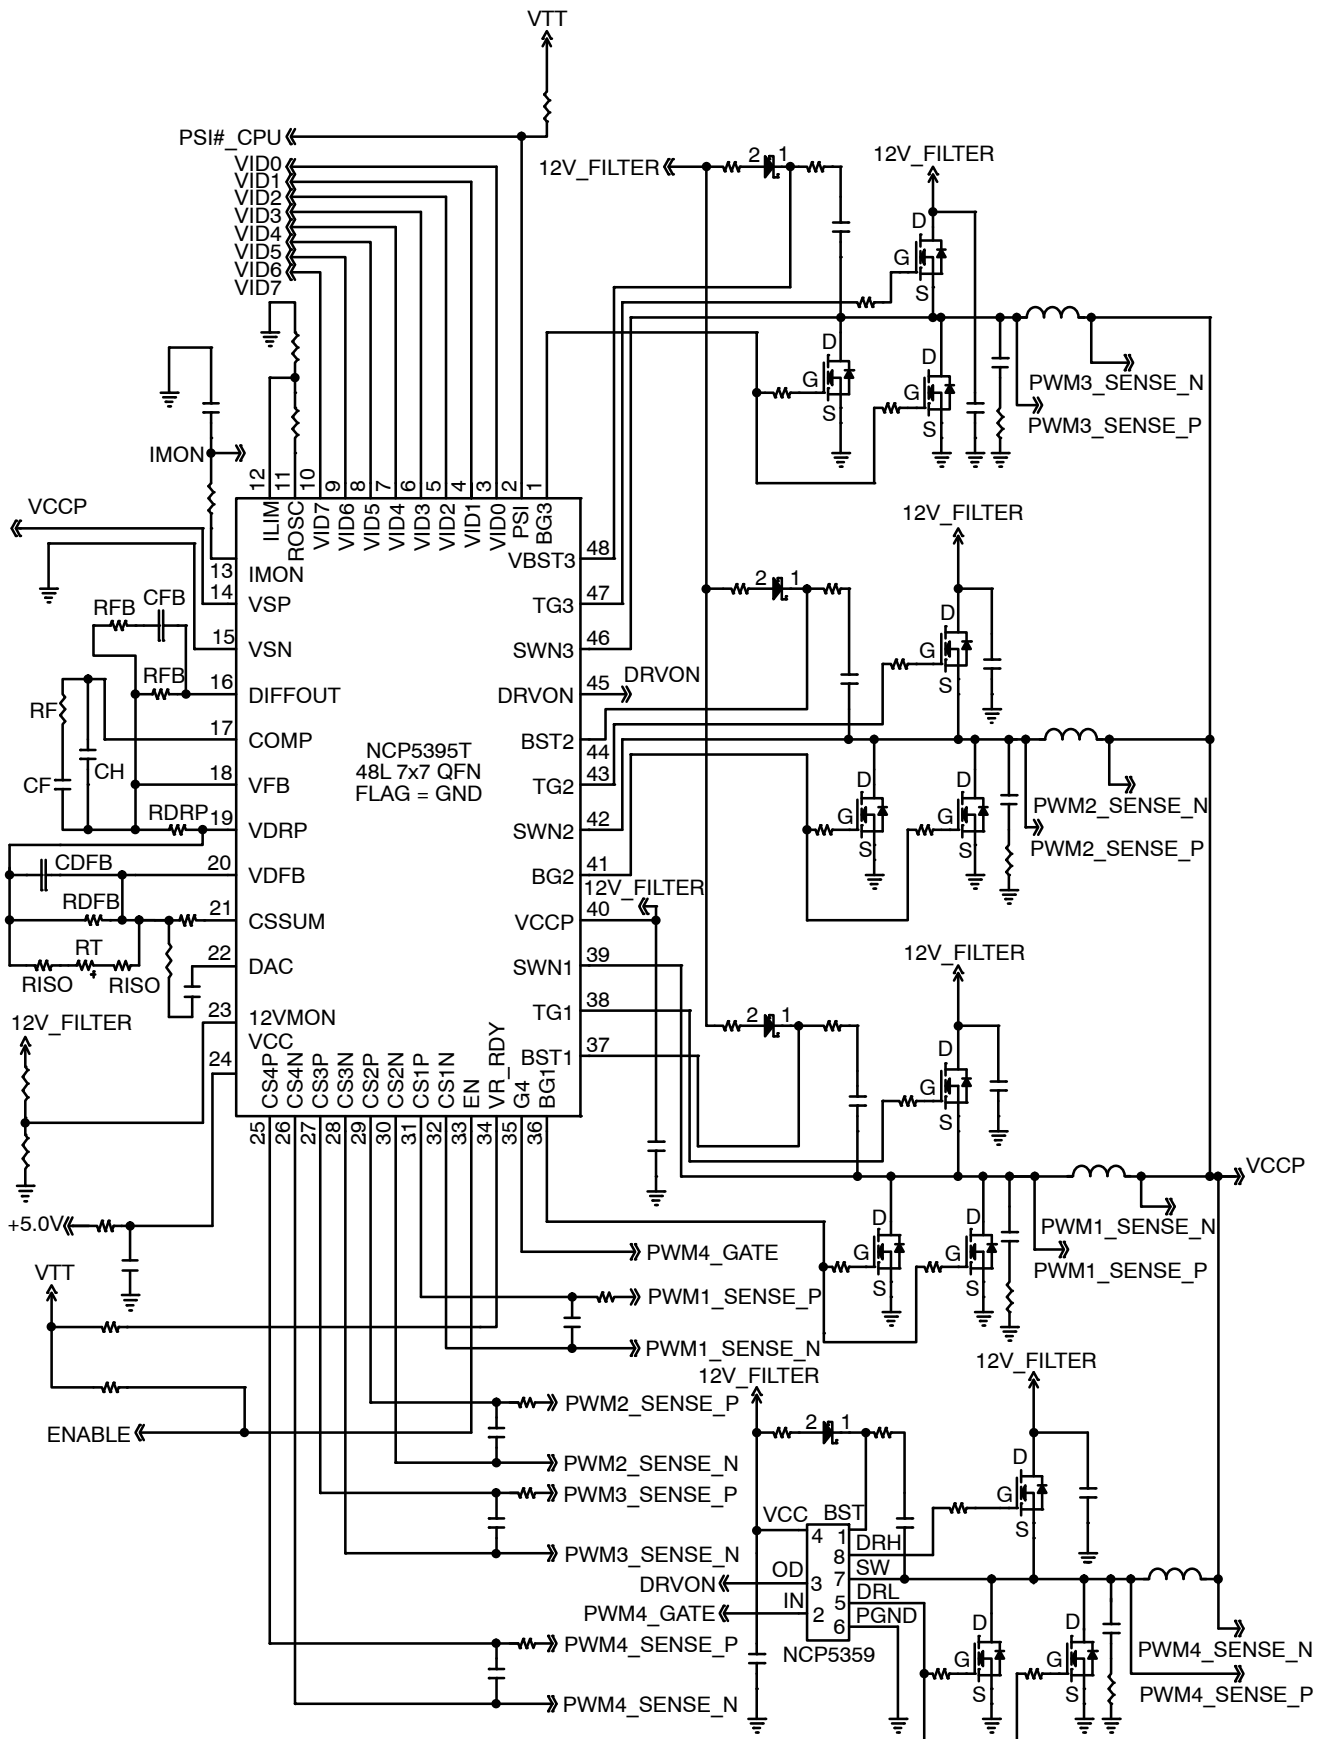 VTT
PSI#_CPU
VID0
VID1
VID2
VID3
VID4
VID5
VID6
VID7
12V_FILTER
2 1
12V_FILTER
D
G
S
D
G
S
D
G
S
PWM3_SENSE_N
PWM3_SENSE_P
IMON
VCCP
12 11 10 9 8 7 6 5 4 3 2 1
ILIM ROSC VID7 VID6 VID5 VID4 VID3 VID2 VID1 VID0 PSI BG3
13 IMON
14 VSP
15 VSN
16 DIFFOUT
17 COMP
18 VFB
19 VDRP
20 VDFB
21 CSSUM
22 DAC
23 12VMON
VCC
24
NCP5395T
48L 7x7 QFN
FLAG = GND
VBST3 48
TG3 47
SWN3 46
DRVON 45
DRVON
BST2 44
TG2 43
SWN2 42
BG2 41
12V_FILTER
VCCP 40
SWN1 39
TG1 38
BST1 37
CS4P CS4N CS3P CS3N CS2P CS2N CS1P CS1N EN VR_RDY G4 BG1
25 26 27 28 29 30 31 32 33 34 35 36
RFB
CFB
RFB
RF
CH
CF
RDRP
CDFB
RDFB
RT
RISO
RISO
12V_FILTER
+5.0V
VTT
ENABLE
12V_FILTER
2 1
D
G
S
D
G
S
D
G
S
PWM2_SENSE_N
PWM2_SENSE_P
12V_FILTER
2 1
D
G
S
VCCP
D
G
S
D
G
S
PWM1_SENSE_N
PWM1_SENSE_P
PWM4_GATE
PWM1_SENSE_P
PWM1_SENSE_N
PWM2_SENSE_P
PWM2_SENSE_N
PWM3_SENSE_P
PWM3_SENSE_N
PWM4_SENSE_P
PWM4_SENSE_N
12V_FILTER
2 1
12V_FILTER
D
G
S
VCC
4
BST
1
DRH
8
SW
7
OD
3
DRL
5
IN
2
PGND
6
DRVON
PWM4_GATE
NCP5359
D
G
S
D
G
S
PWM4_SENSE_N
PWM4_SENSE_P